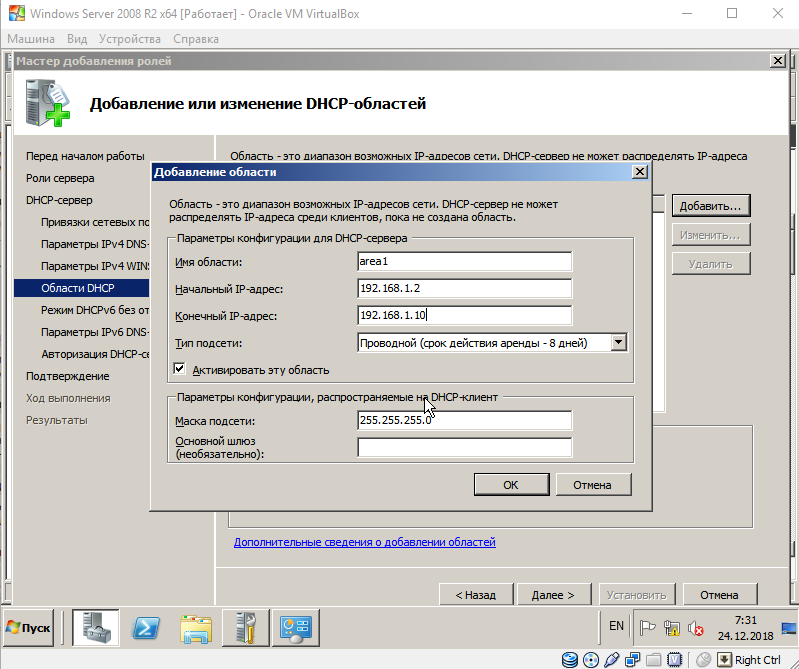 Windows Server 2008 R2 x64 [Работает] - Oracle VM VirtualBox
Машина Вид Устройства Справка
Мастер добавления ролей
Добавление или изменение DHCP-областей
Перед началом работы
Роли сервера
DHCP-сервер
Привязки сетевых по
Параметры IPv4 DNS-
Параметры IPv4 WINS
Области DHCP
Режим DHCPv6 без от
Параметры IPv6 DNS-
Авторизация DHCP-се
Подтверждение
Ход выполнения
Результаты
Область - это диапазон возможных IP-адресов сети. DHCP-сервер не может распределять IP-адреса
Добавить...
Изменить...
Удалить
Добавление области
Область - это диапазон возможных IP-адресов сети. DHCP-сервер не может
распределять IP-адреса среди клиентов, пока не создана область.
Параметры конфигурации для DHCP-сервера
Имя области: area1
Начальный IP-адрес: 192.168.1.2
Конечный IP-адрес: 192.168.1.10
Тип подсети: Проводной (срок действия аренды - 8 дней)
Активировать эту область
Параметры конфигурации, распространяемые на DHCP-клиент
Маска подсети: 255.255.255.0
Основной шлюз
(необязательно):
ОК Отмена
Дополнительные сведения о добавлении областей
< Назад Далее > Установить Отмена
Пуск EN 7:31
24.12.2018
Right Ctrl